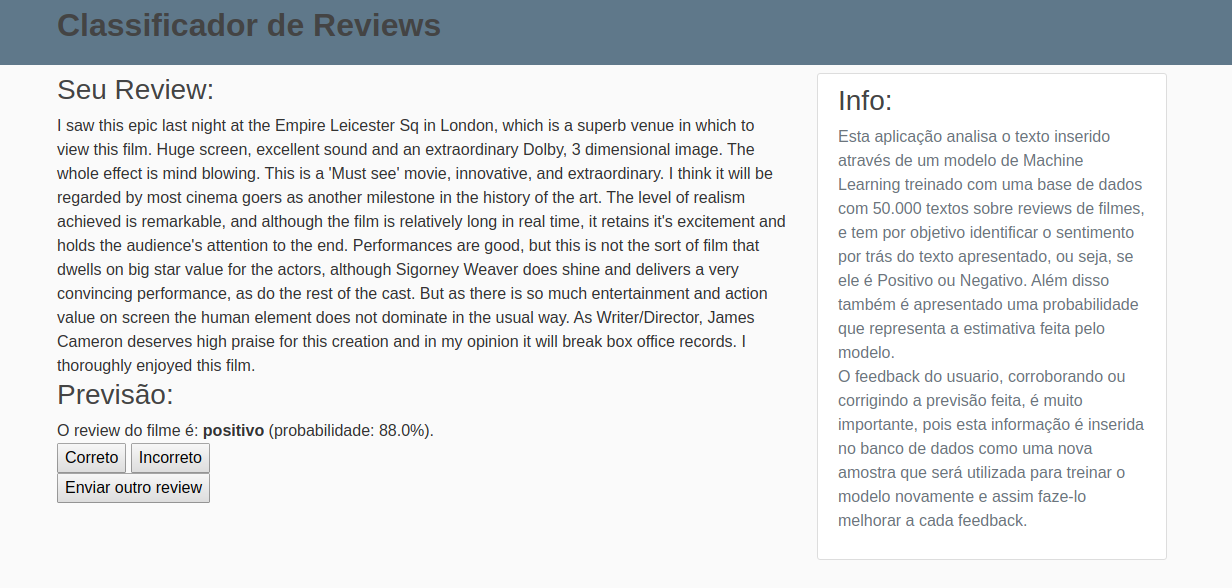 Classificador de Reviews
Seu Review:
I saw this epic last night at the Empire Leicester Sq in London, which is a superb venue in which to
view this film. Huge screen, excellent sound and an extraordinary Dolby, 3 dimensional image. The
whole effect is mind blowing. This is a 'Must see' movie, innovative, and extraordinary. I think it will be
regarded by most cinema goers as another milestone in the history of the art. The level of realism
achieved is remarkable, and although the film is relatively long in real time, it retains it's excitement and
holds the audience's attention to the end. Performances are good, but this is not the sort of film that
dwells on big star value for the actors, although Sigorney Weaver does shine and delivers a very
convincing performance, as do the rest of the cast. But as there is so much entertainment and action
value on screen the human element does not dominate in the usual way. As Writer/Director, James
Cameron deserves high praise for this creation and in my opinion it will break box office records. I
thoroughly enjoyed this film.
Previsão:
O review do filme é: positivo (probabilidade: 88.0%).
Correto Incorreto
Enviar outro review
Info:
Esta aplicação analisa o texto inserido
através de um modelo de Machine
Learning treinado com uma base de dados
com 50.000 textos sobre reviews de filmes,
e tem por objetivo identificar o sentimento
por trás do texto apresentado, ou seja, se
ele é Positivo ou Negativo. Além disso
também é apresentado uma probabilidade
que representa a estimativa feita pelo
modelo.
O feedback do usuario, corroborando ou
corrigindo a previsão feita, é muito
importante, pois esta informação é inserida
no banco de dados como uma nova
amostra que será utilizada para treinar o
modelo novamente e assim faze-lo
melhorar a cada feedback.